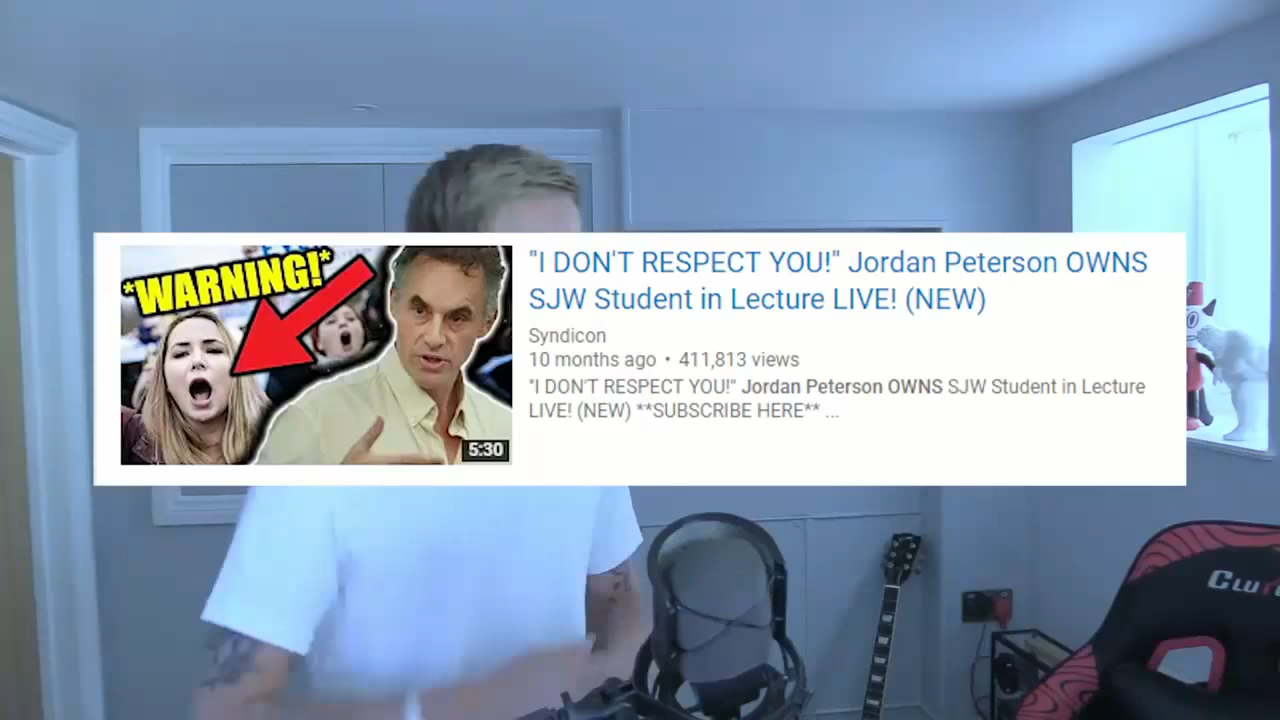 *WARNING!*
5:30
"I DON'T RESPECT YOU!" Jordan Peterson OWNS
SJW Student in Lecture LIVE! (NEW)
Syndicon
10 months ago • 411,813 views
"I DON'T RESPECT YOU!" Jordan Peterson OWNS SJW Student in Lecture
LIVE! (NEW) **SUBSCRIBE HERE** ...